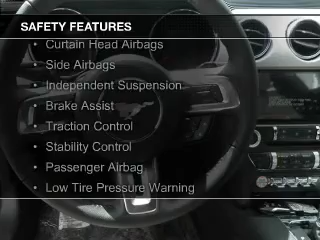 SAFETY FEATURES
• Curtain Head Airbags
• Side Airbags
• Independent Suspension
• Brake Assist
• Traction Control
• Stability Control
• Passenger Airbag
• Low Tire Pressure Warning